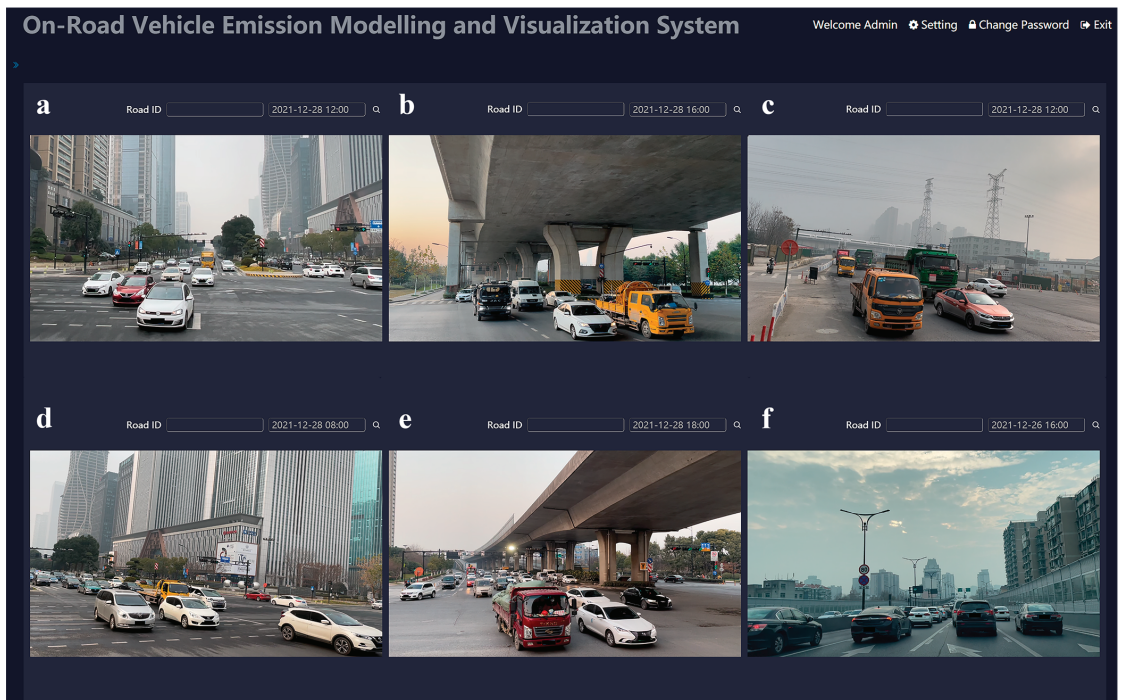 On-Road Vehicle Emission Modelling and Visualization System
Welcome Admin Setting Change Password Exit
a Road ID 2021-12-28 12:00
b Road ID 2021-12-28 16:00
c Road ID 2021-12-28 12:00
d Road ID 2021-12-28 08:00
e Road ID 2021-12-28 18:00
f Road ID 2021-12-26 16:00